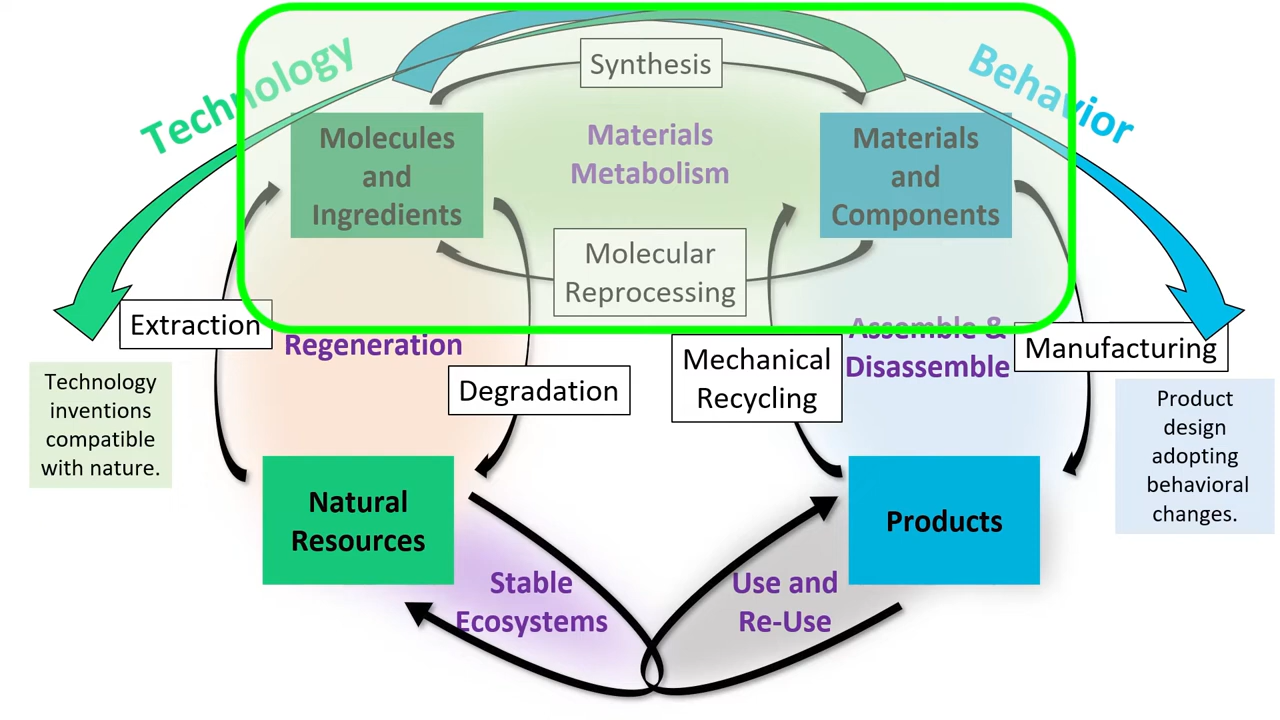 Technology
Synthesis
Behavior
Molecules
and
Ingredients
Materials
Metabolism
Materials
and
Components
Molecular
Reprocessing
Extraction
Regeneration
Degradation
Mechanical
Recycling
Assemble &
Disassemble
Manufacturing
Technology
inventions
compatible
with nature.
Product
design
adopting
behavioral
changes.
Natural
Resources
Products
Stable
Ecosystems
Use and
Re-Use